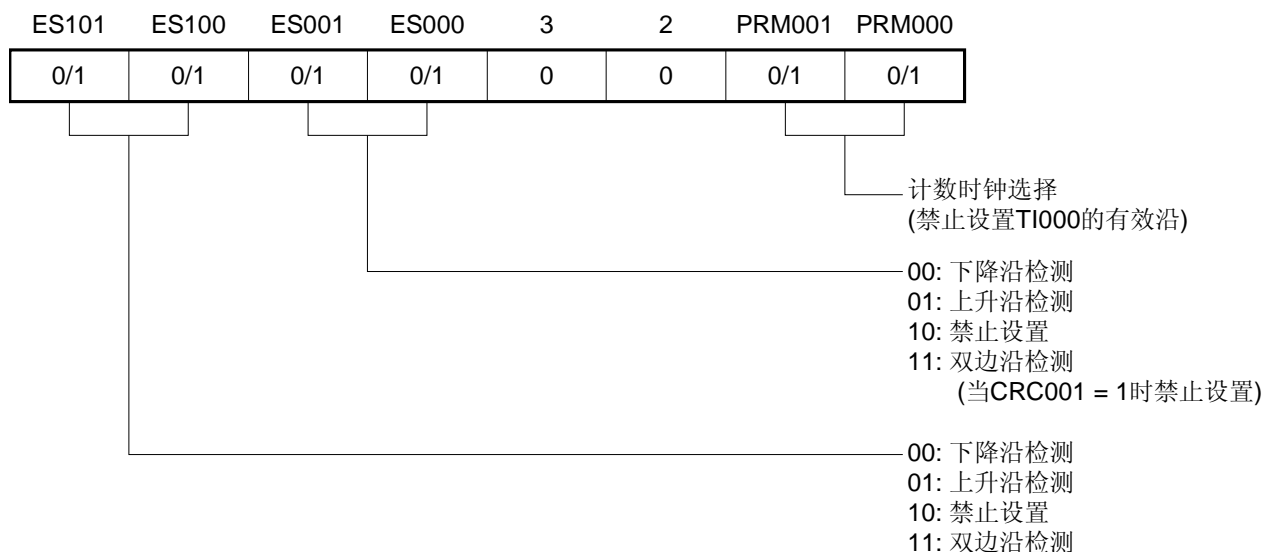 ES101 ES100 ES001 ES000 3 2 PRM001 PRM000
0/1 0/1 0/1 0/1 0 0 0/1 0/1
计数时钟选择
(禁止设置TI000的有效沿)
00: 下降沿检测
01: 上升沿检测
10: 禁止设置
11: 双边沿检测
(当CRC001 = 1时禁止设置)
00: 下降沿检测
01: 上升沿检测
10: 禁止设置
11: 双边沿检测